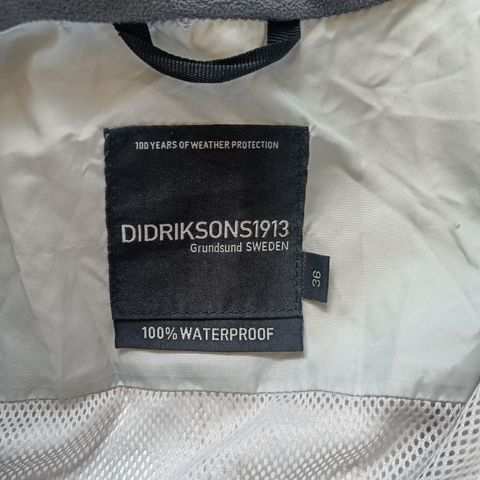 100 YEARS OF WEATHER PROTECTION
DIDRIKSONS1913
Grundsund SWEDEN
36
100% WATERPROOF